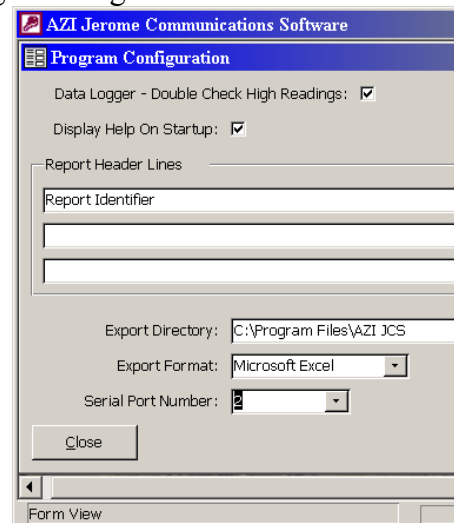 AZI Jerome Communications Software
Program Configuration
Data Logger - Double Check High Readings:
Display Help On Startup:
Report Header Lines
Report Identifier
Export Directory: C:\Program Files\AZI JCS
Export Format: Microsoft Excel
Serial Port Number: 2
Close
Form View